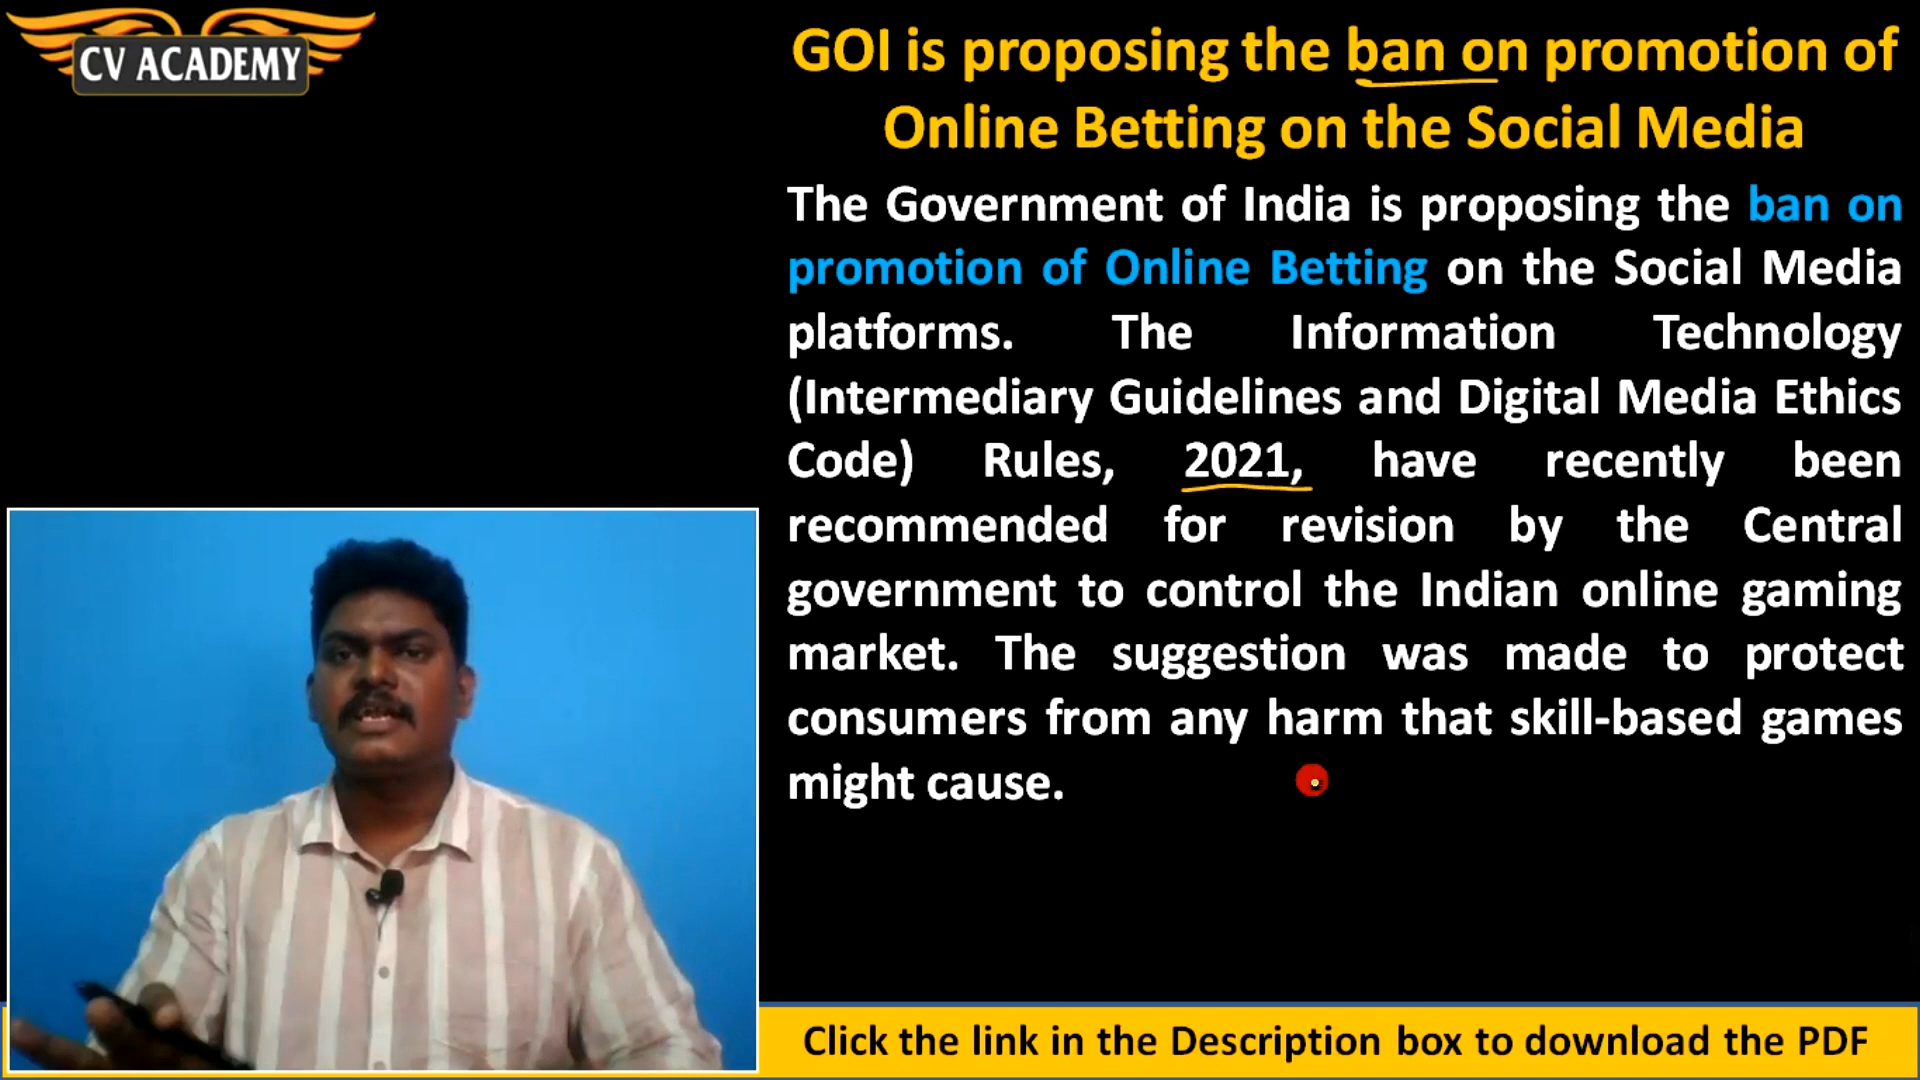 CV ACADEMY
GOI is proposing the ban on promotion of
Online Betting on the Social Media
The Government of India is proposing the ban on
promotion of Online Betting on the Social Media
platforms. The Information Technology
(Intermediary Guidelines and Digital Media Ethics
Code) Rules, 2021, have recently been
recommended for revision by the Central
government to control the Indian online gaming
market. The suggestion was made to protect
consumers from any harm that skill-based games
might cause.
Click the link in the Description box to download the PDF